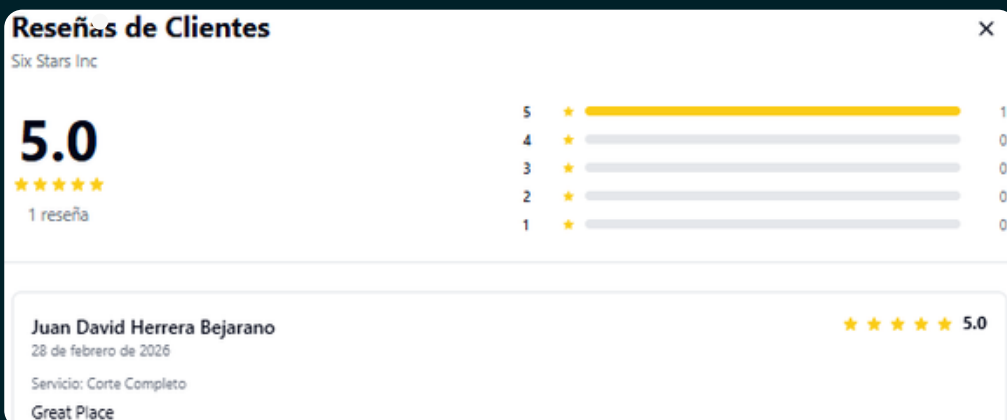 Reseñas de Clientes
Six Stars Inc
5.0
1 reseña
5 1
4 0
3 0
2 0
1 0
Juan David Herrera Bejarano
5.0
28 de febrero de 2026
Servicio: Corte Completo
Great Place